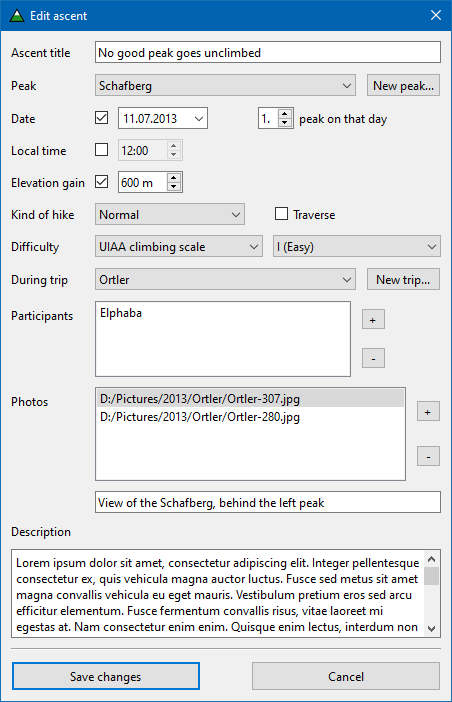 Edit ascent
Ascent title No good peak goes unclimbed
Peak Schafberg New peak...
Date 11.07.2013 1. peak on that day
Local time 12:00
Elevation gain 600 m
Kind of hike Normal Traverse
Difficulty UIAA climbing scale I (Easy)
During trip Ortler New trip...
Participants Elphaba
+
-
Photos D:/Pictures/2013/Ortler/Ortler-307.jpg
D:/Pictures/2013/Ortler/Ortler-280.jpg
+
-
View of the Schafberg, behind the left peak
Description
Lorem ipsum dolor sit amet, consectetur adipiscing elit. Integer pellentesque
consectetur ex, quis vehicula magna auctor luctus. Fusce sed metus sit amet
magna convallis vehicula eu eget mauris. Vestibulum pretium eros sed arcu
efficitur elementum. Fusce fermentum convallis risus, vitae laoreet mi
egestas at. Nam consectetur enim enim. Quisque enim lectus, interdum non
Save changes Cancel